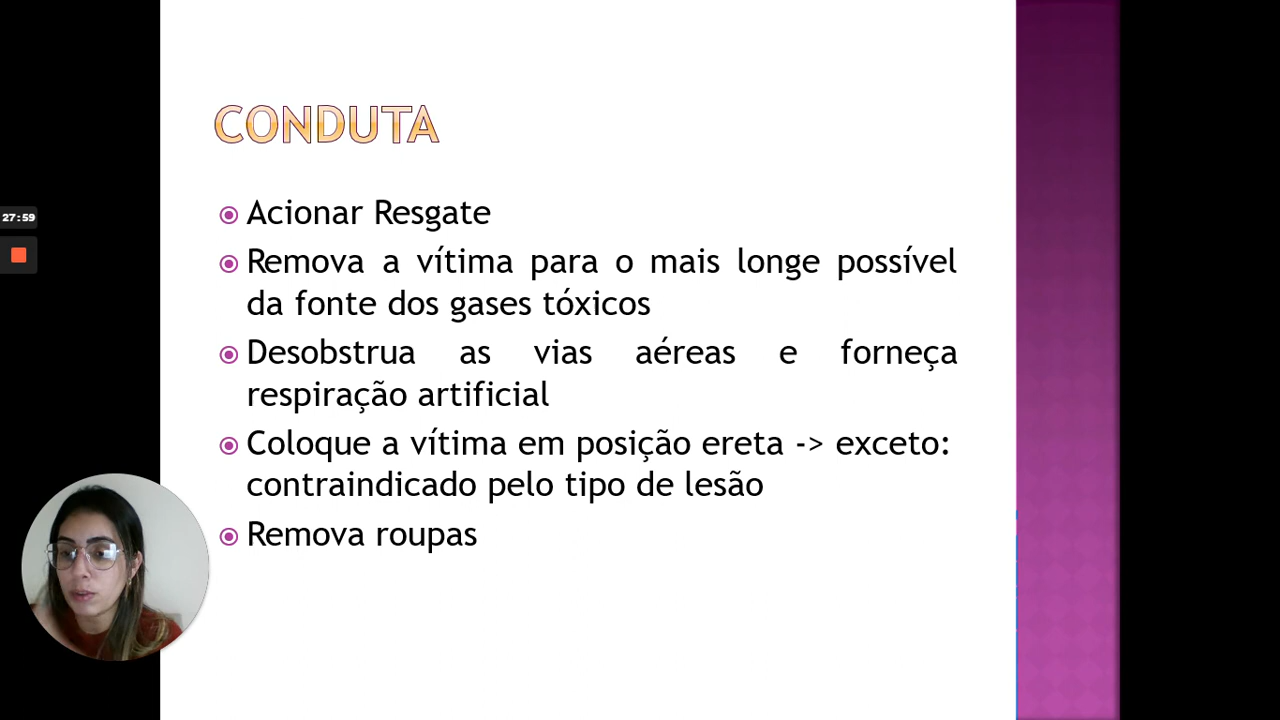 CONDUTA
Acionar Resgate
Remova a vítima para o mais longe possível
da fonte dos gases tóxicos
Desobstrua as vias aéreas e forneça
respiração artificial
Coloque a vítima em posição ereta -> exceto:
contraindicado pelo tipo de lesão
Remova roupas
27:59